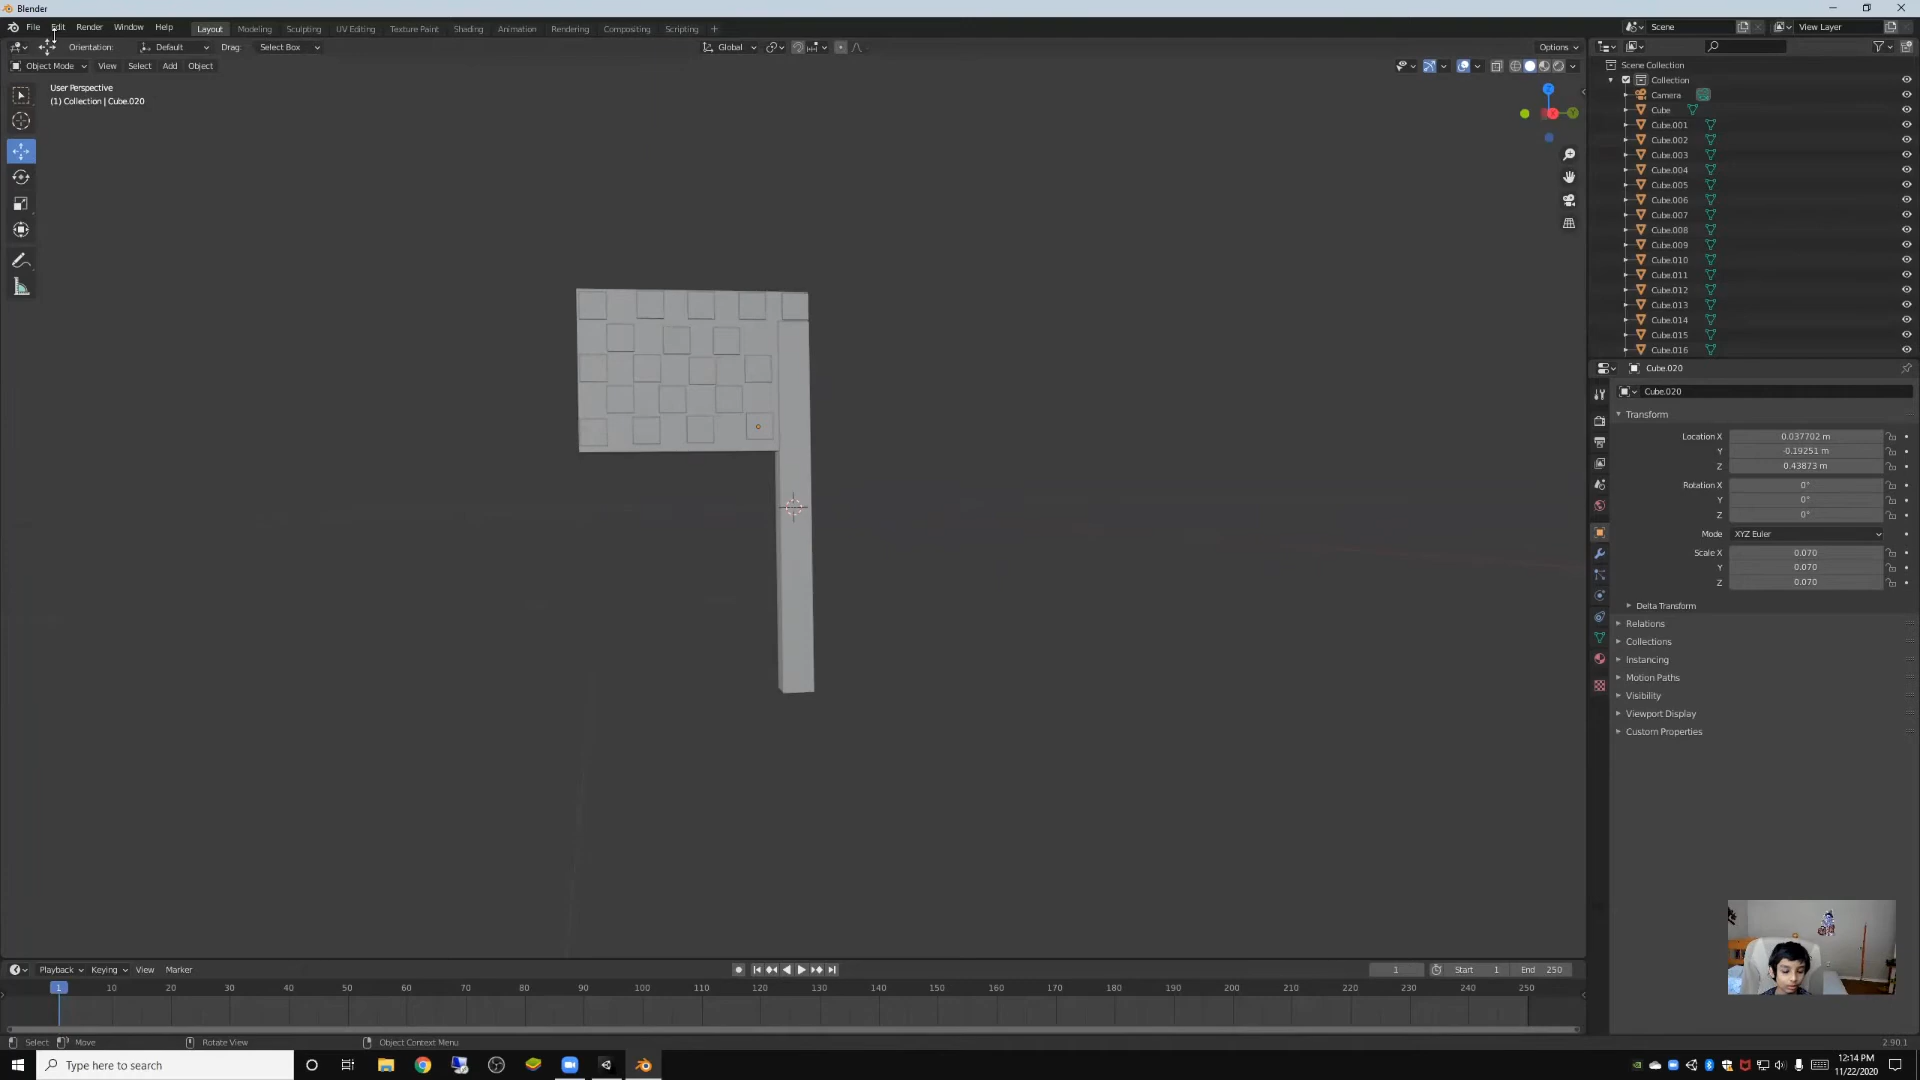 Blender
File Edit Render Window Help Layout Modeling Sculpting UV Editing Texture Paint Shading Animation Rendering Compositing Scripting + Scene View Layer
Orientation: Default Drag: Select Box Global Options
Object Mode View Select Add Object
User Perspective
(1) Collection | Cube.020
Z
Scene Collection
Collection
Camera
Cube
Cube.001
Cube.002
Cube.003
Cube.004
Cube.005
Cube.006
Cube.007
Cube.008
Cube.009
Cube.010
Cube.011
Cube.012
Cube.013
Cube.014
Cube.015
Cube.016
Cube.020
Cube.020
Transform
Location X 0.037702 m
Y -0.19251 m
Z 0.43873 m
Rotation X 0°
Y 0°
Z 0°
Mode XYZ Euler
Scale X 0.070
Y 0.070
Z 0.070
Delta Transform
Relations
Collections
Instancing
Motion Paths
Visibility
Viewport Display
Custom Properties
Playback Keying View Marker 1 Start 1 End 250
1 10 20 30 40 50 60 70 80 90 100 110 120 130 140 150 160 170 180 190 200 210 220 230 240 250
Select Move Rotate View Object Context Menu 2.90.1
Type here to search
12:14 PM
11/22/2020